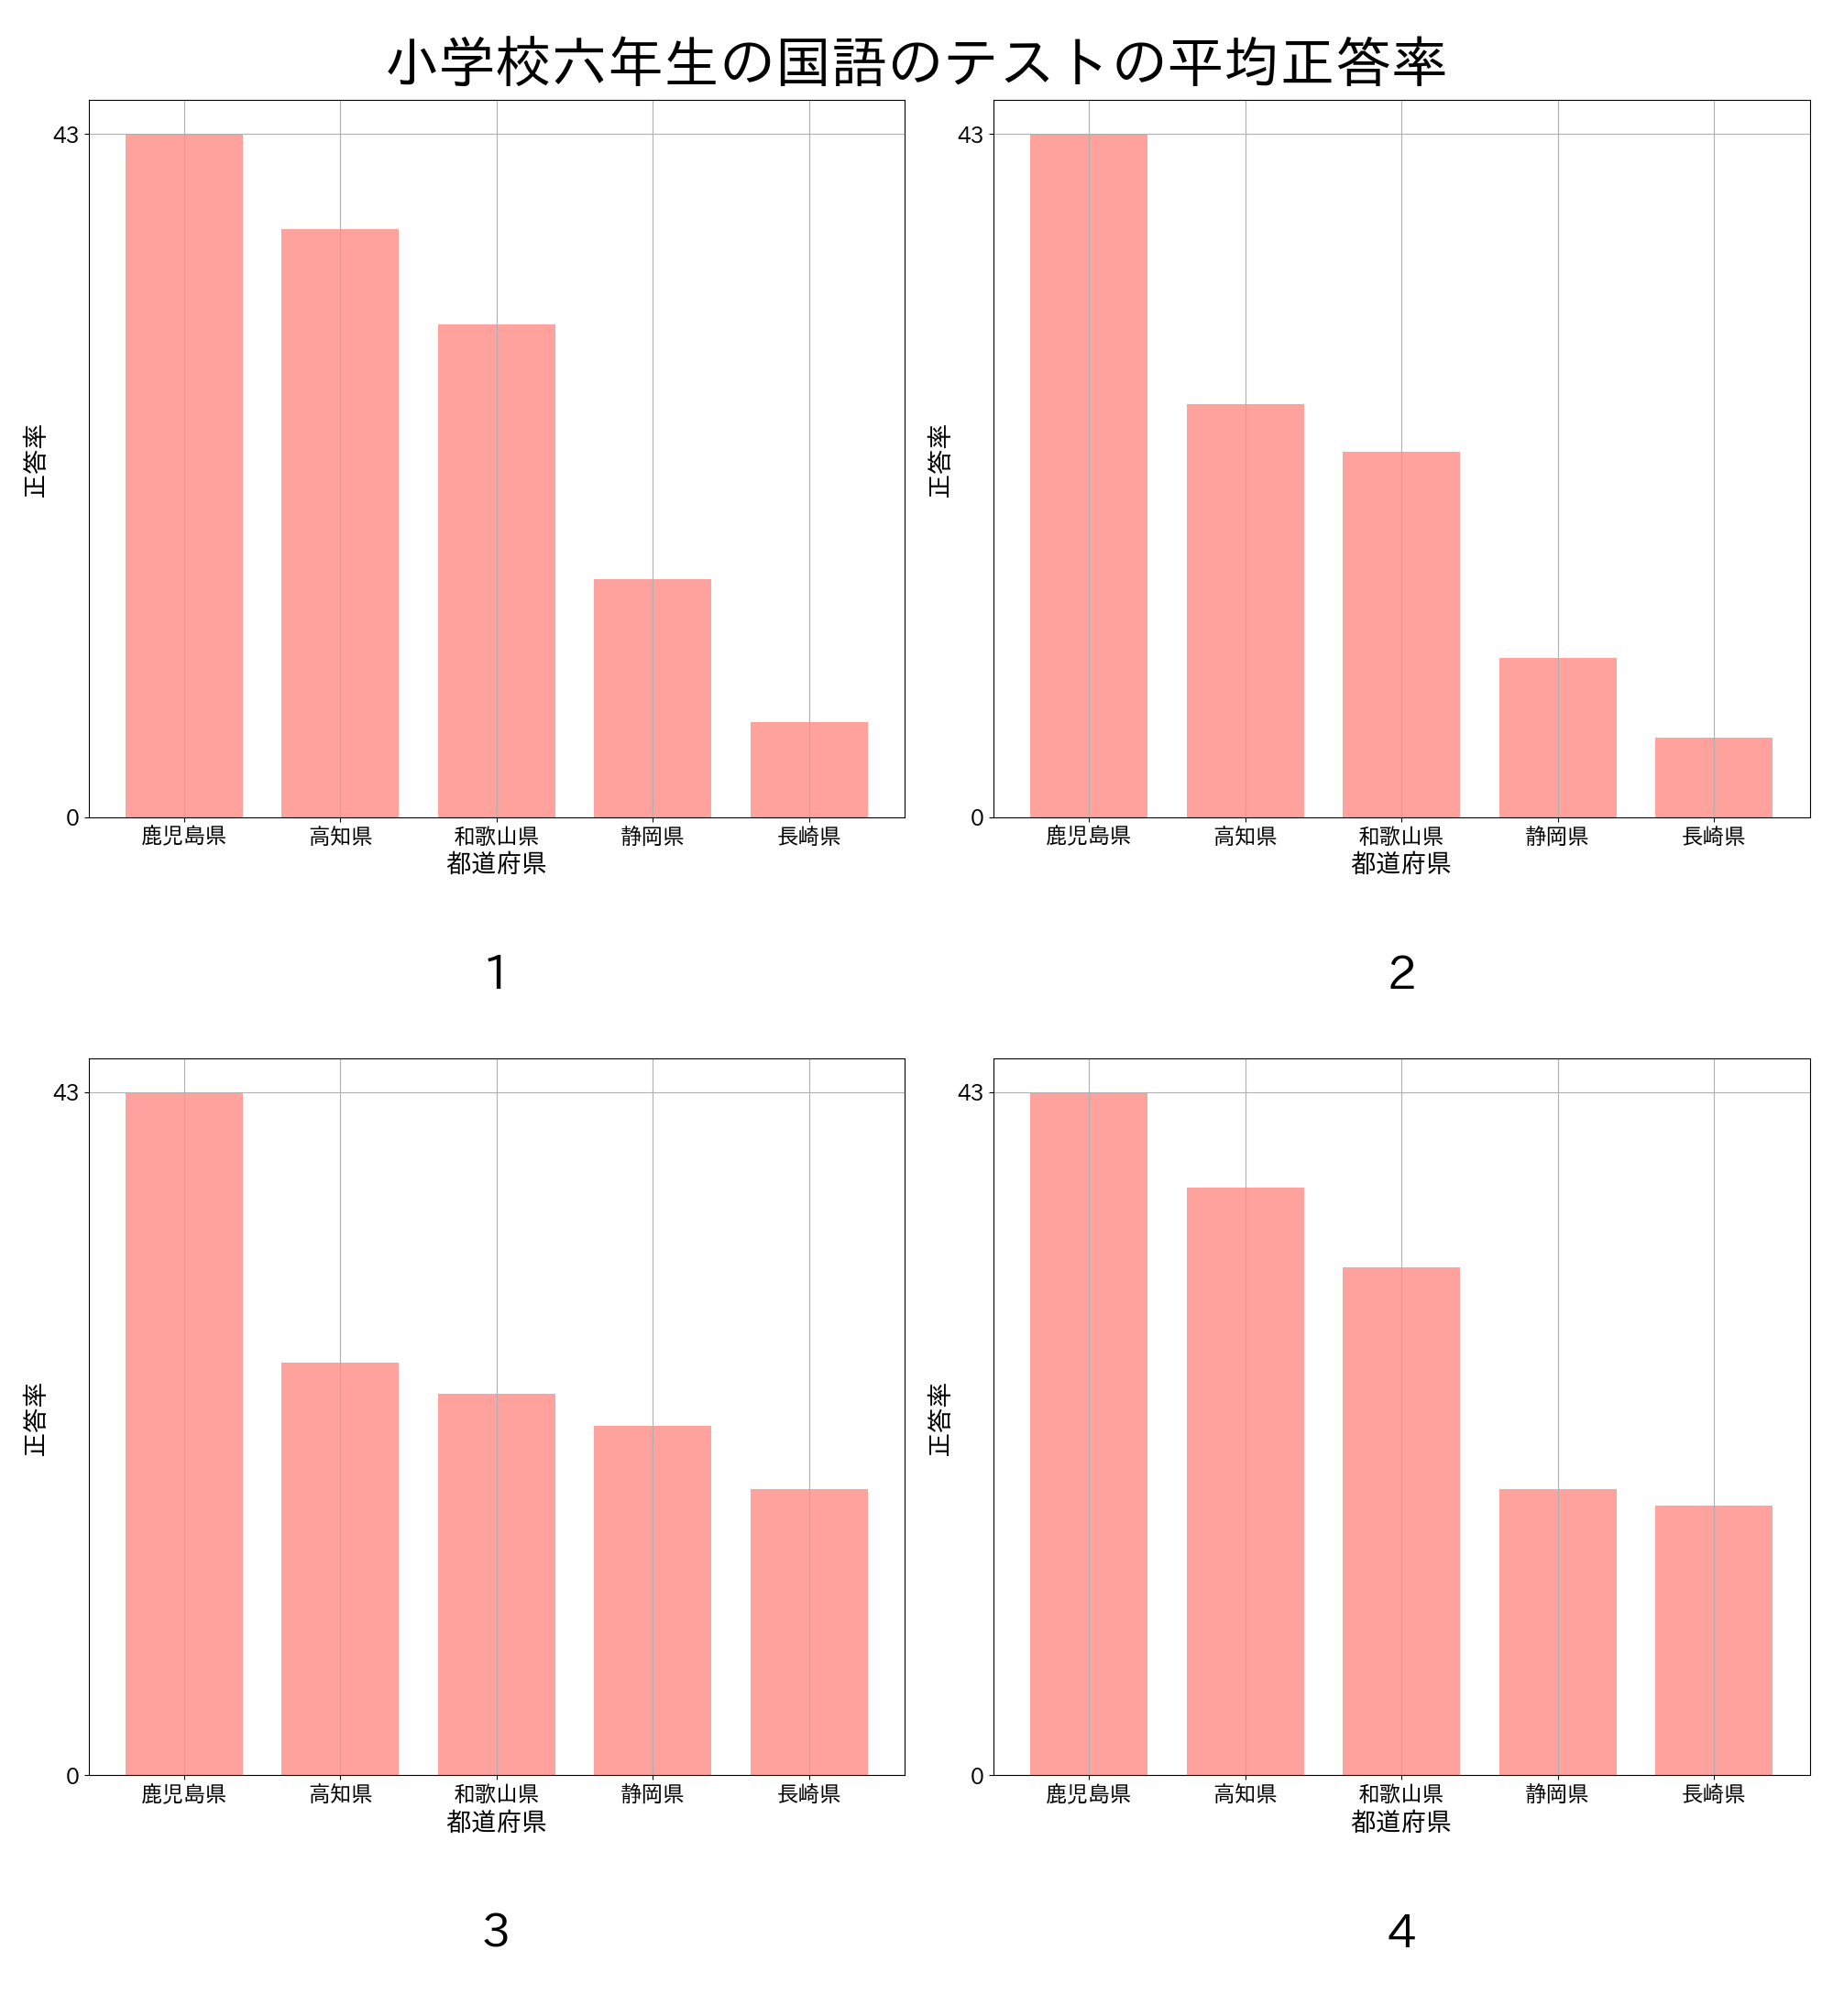 小学校六年生の国語のテストの平均正答率
43
0
正答率
鹿児島県 高知県 和歌山県 静岡県 長崎県
都道府県
1
43
0
正答率
鹿児島県 高知県 和歌山県 静岡県 長崎県
都道府県
2
43
0
正答率
鹿児島県 高知県 和歌山県 静岡県 長崎県
都道府県
3
43
0
正答率
鹿児島県 高知県 和歌山県 静岡県 長崎県
都道府県
4